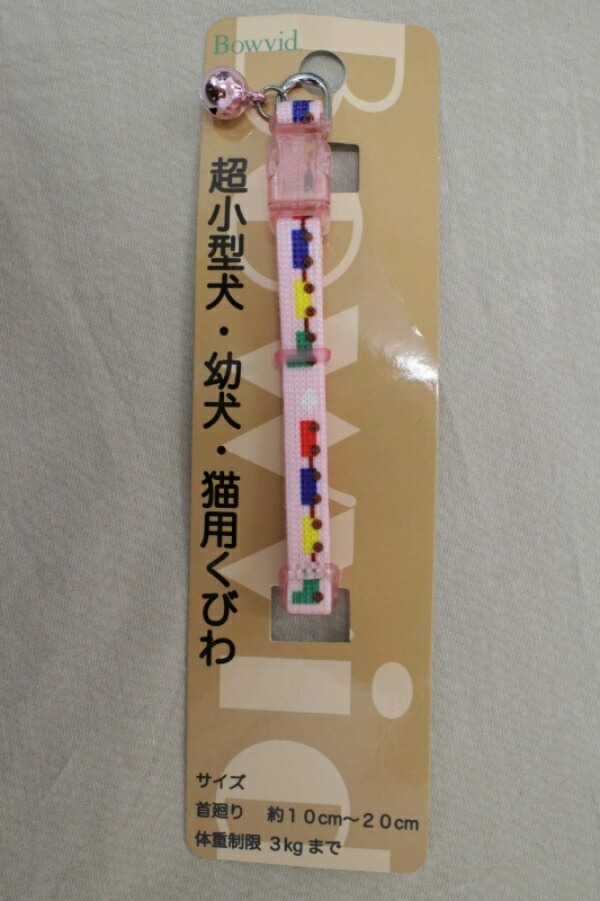 Bowvid.
Bowvid
超小型犬・幼犬・猫用くびわ
サイズ
首廻り　約10cm～20cm
体重制限 3kgまで